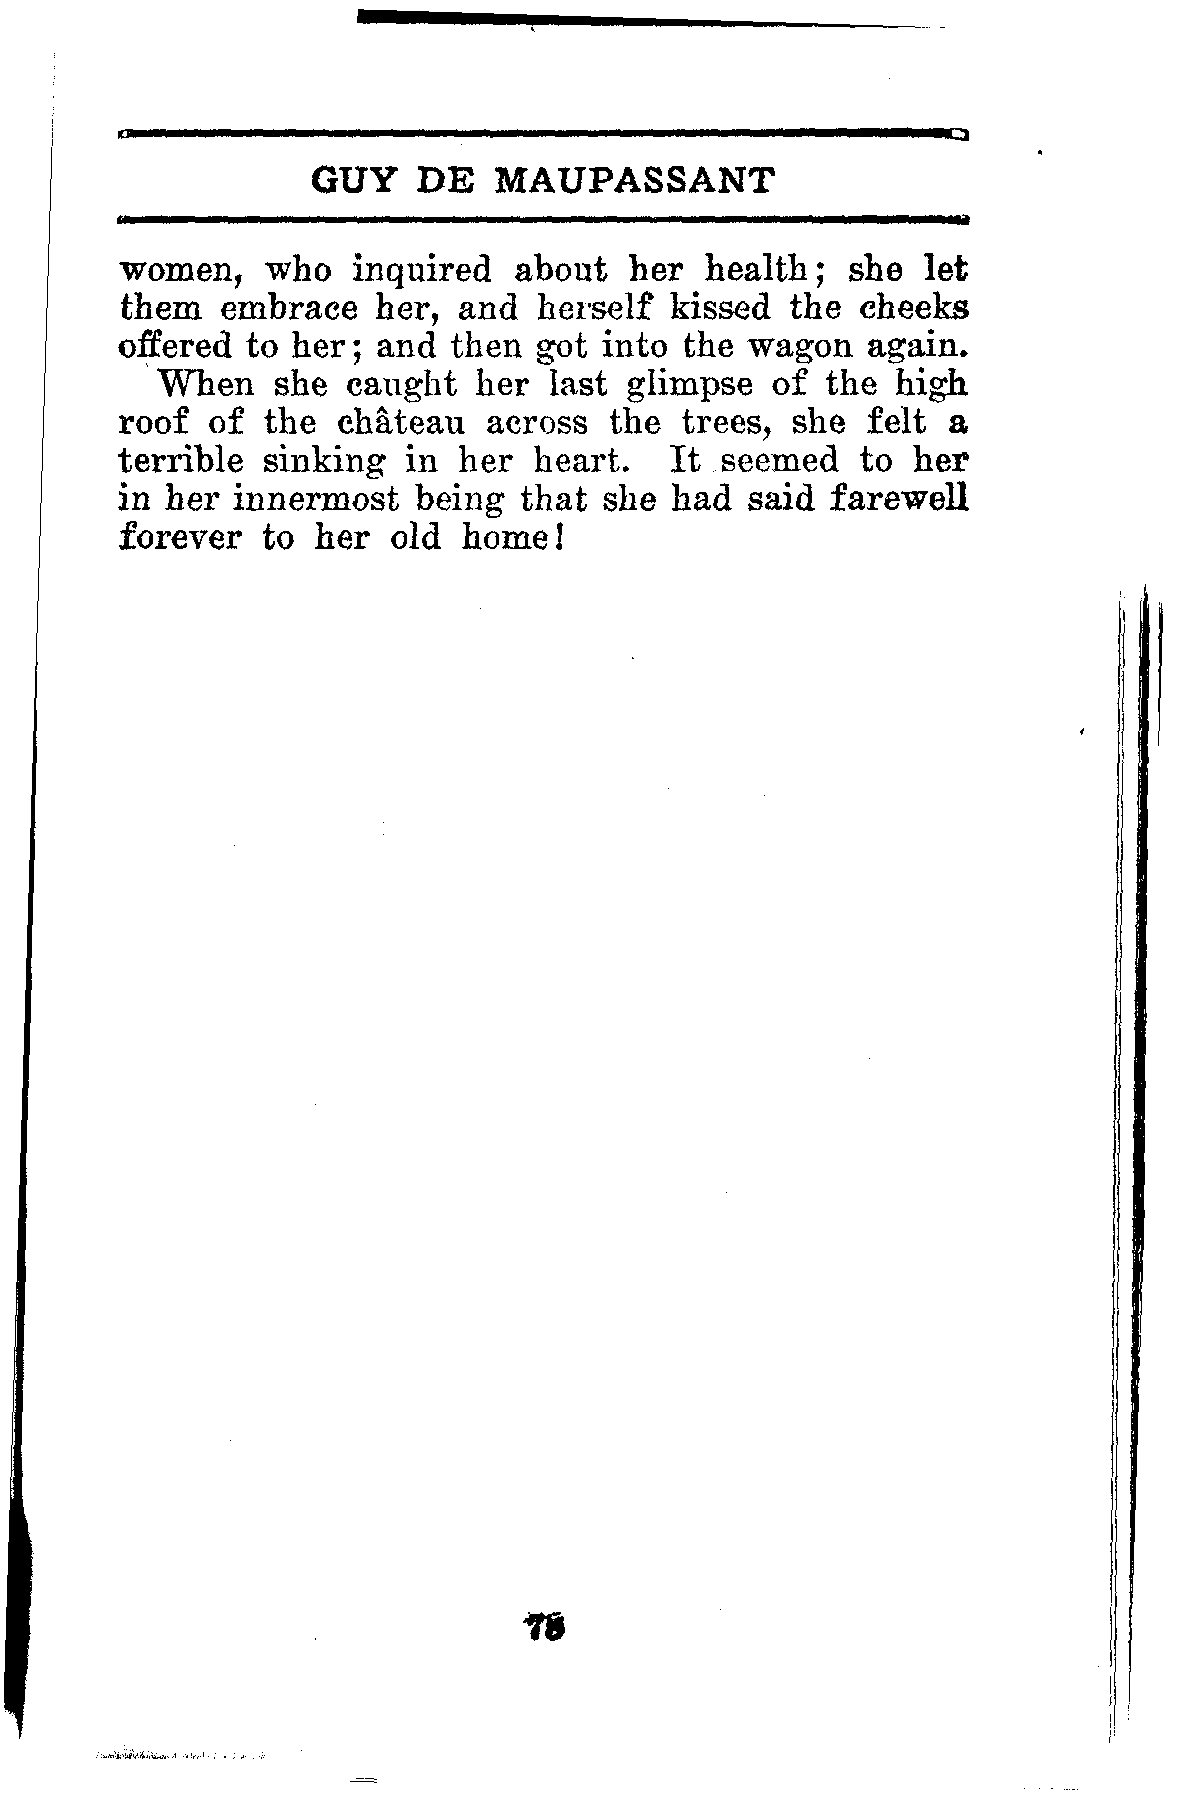 GUY DE MAUPASSANT
women, who inquired about her health; she let
them embrace her, and herself kissed the cheeks
offered to her; and then got into the wagon again.
When she caught her last glimpse of the high
roof of the château across the trees, she felt a
terrible sinking in her heart. It seemed to her
in her innermost being that she had said farewell
forever to her old home!